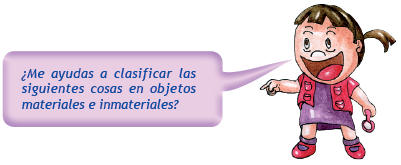 ¿Me ayudas a clasificar las
siguientes cosas en objetos
materiales e inmateriales?